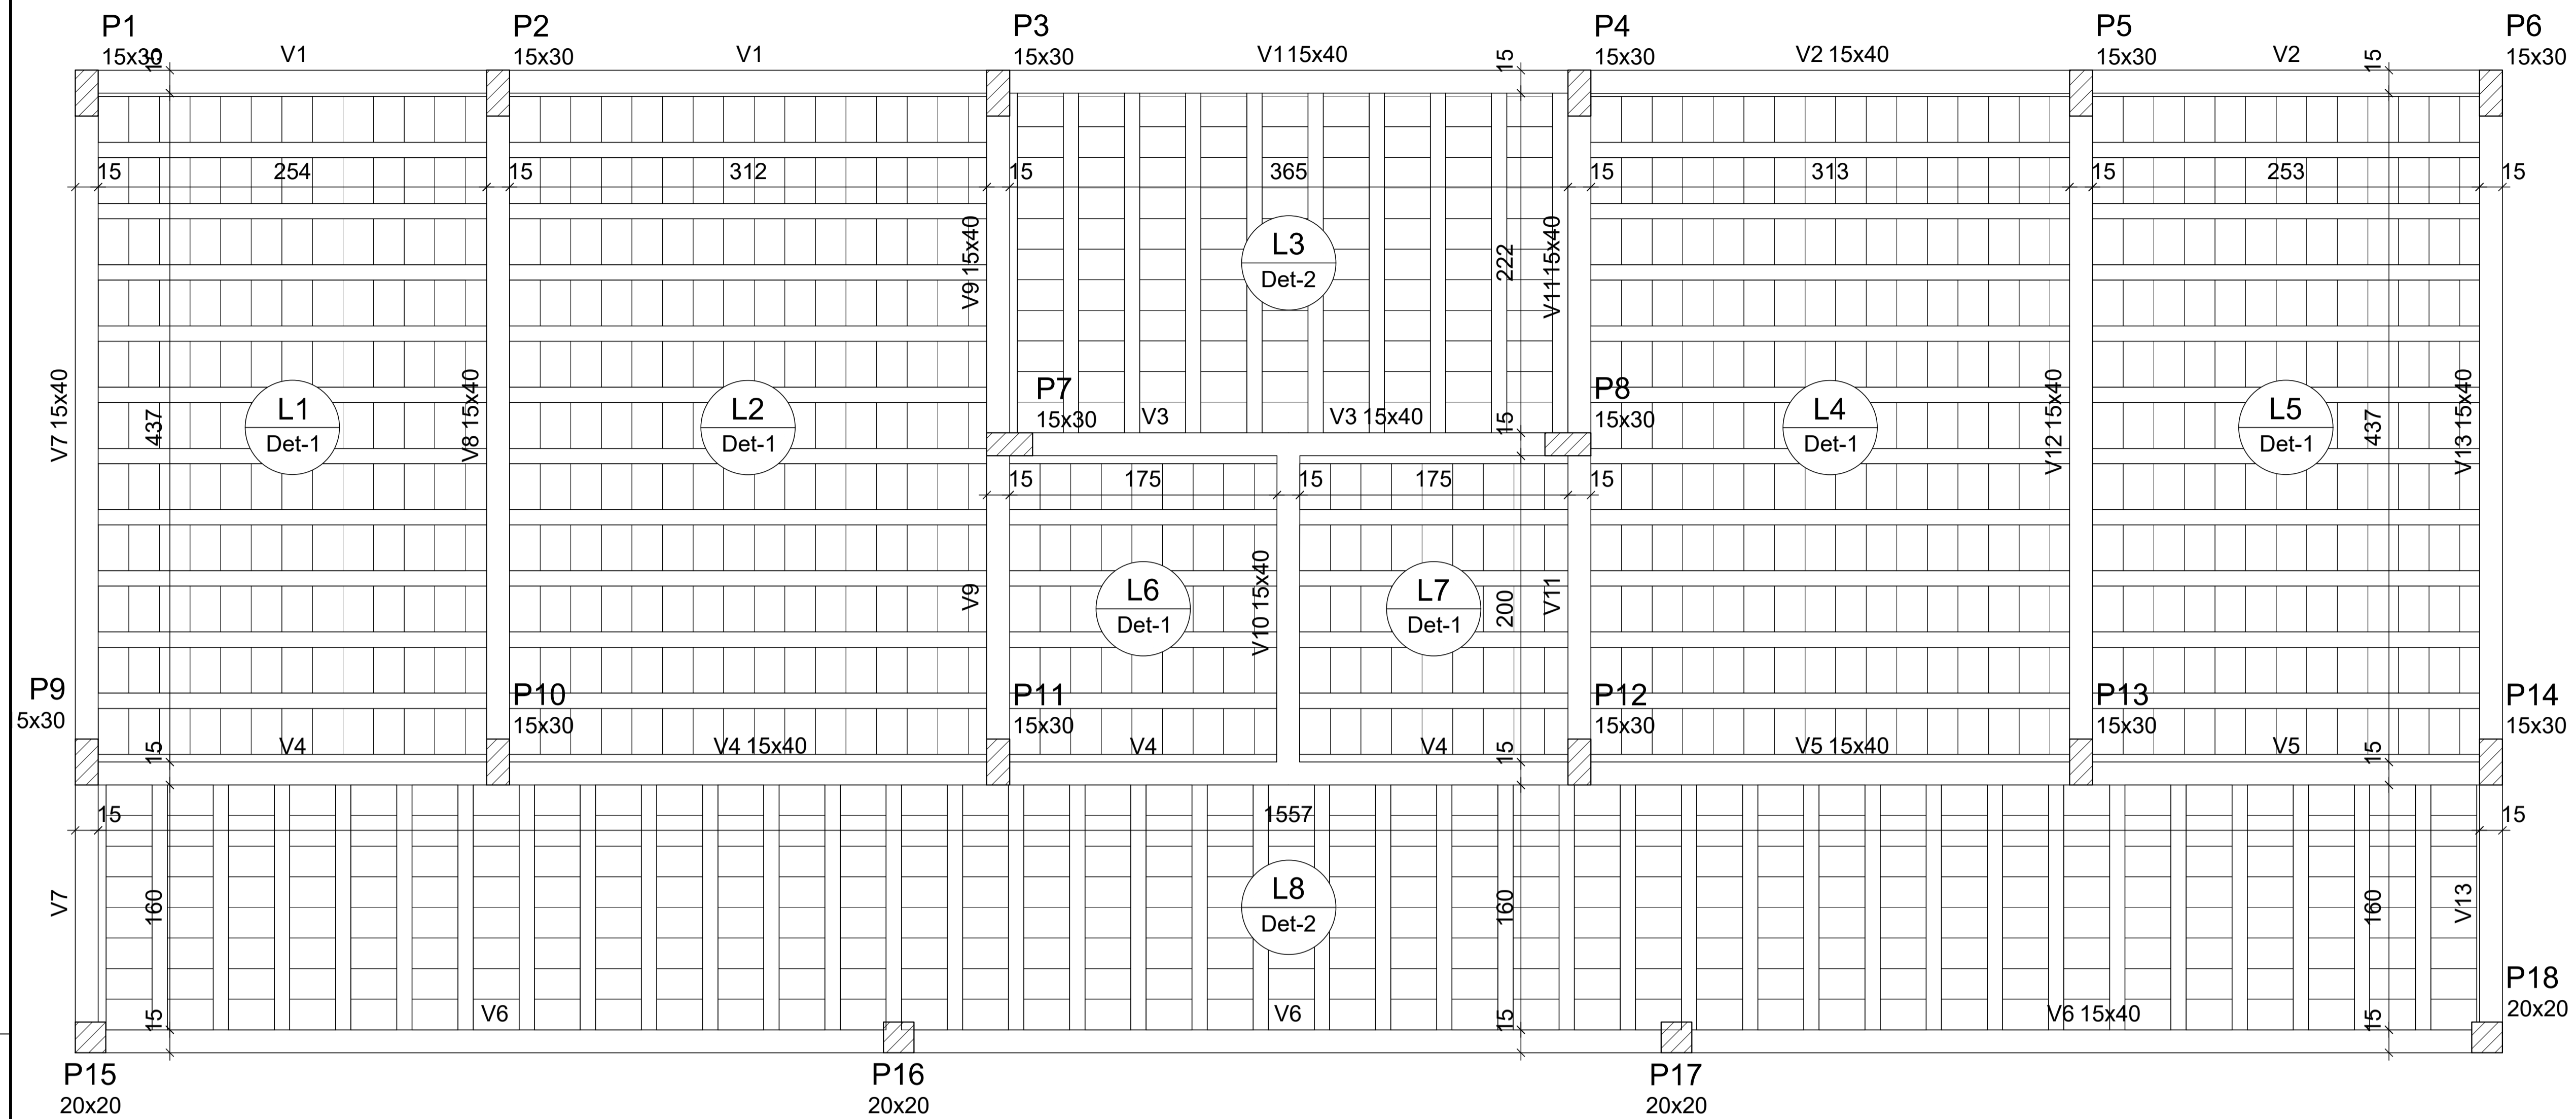 P1
15x30
P2
15x30
P3
15x30
P4
15x30
P5
15x30
P6
15x30
15
V1
V1
V1 15x40
15
V2 15x40
V2
15
15
254
15
312
15
365
15
313
15
253
15
V9 15x40
L3
Det-2
222
V11 15x40
V7 15x40
437
L1
Det-1
V8 15x40
L2
Det-1
P7
15x30
V3
V3 15x40
15
P8
15x30
L4
Det-1
V12 15x40
L5
Det-1
437
V13 15x40
15
175
15
175
15
V9
L6
Det-1
V10 15x40
L7
Det-1
200
V11
P9
5x30
P10
15x30
P11
15x30
P12
15x30
P13
15x30
P14
15x30
15
V4
V4 15x40
V4
V4
15
V5 15x40
V5
15
15
1557
15
V7
160
L8
Det-2
160
160
V13
15
V6
V6
15
V6 15x40
15
P18
20x20
P15
20x20
P16
20x20
P17
20x20